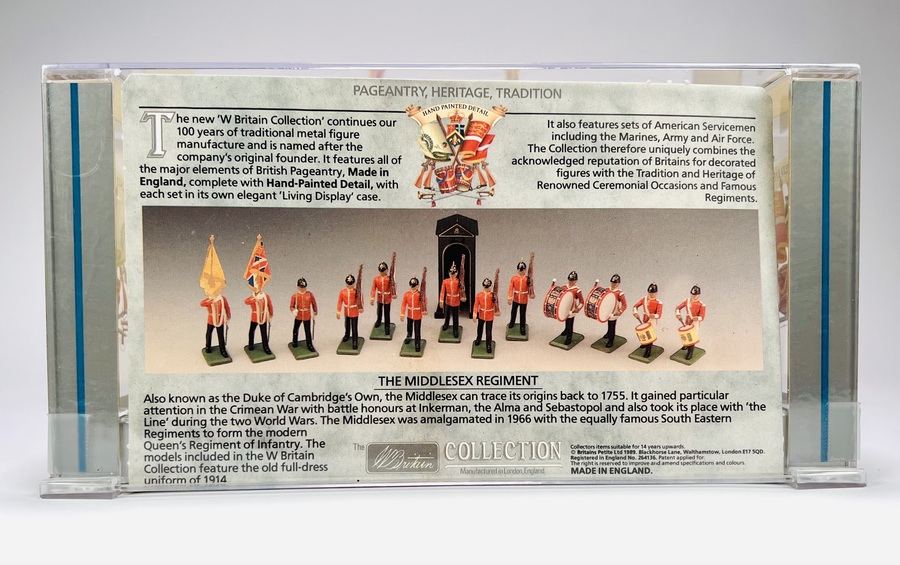 PAGEANTRY, HERITAGE, TRADITION
HAND PAINTED DETAIL
The new 'W Britain Collection' continues our
100 years of traditional metal figure
manufacture and is named after the
company's original founder. It features all of
the major elements of British Pageantry, Made in
England, complete with Hand-Painted Detail, with
each set in its own elegant 'Living Display' case.
It also features sets of American Servicemen
including the Marines, Army and Air Force.
The Collection therefore uniquely combines the
acknowledged reputation of Britains for decorated
figures with the Tradition and Heritage of
Renowned Ceremonial Occasions and Famous
Regiments.
THE MIDDLESEX REGIMENT
Also known as the Duke of Cambridge's Own, the Middlesex can trace its origins back to 1755. It gained particular
attention in the Crimean War with battle honours at Inkerman, the Alma and Sebastopol and also took its place with 'the
Line' during the two World Wars. The Middlesex was amalgamated in 1966 with the equally famous South Eastern
Regiments to form the modern
Queen's Regiment of Infantry. The
models included in the W Britain
Collection feature the old full-dress
uniform of 1914
The WBritain COLLECTION
Manufactured in London, England.
Collectors items suitable for 14 years upwards.
© Britains Petite Ltd 1989. Blackhorse Lane, Walthamstow, London E17 5QD.
Registered in England No. 264136. Patent applied for.
The right is reserved to improve and amend specifications and colours.
MADE IN ENGLAND.